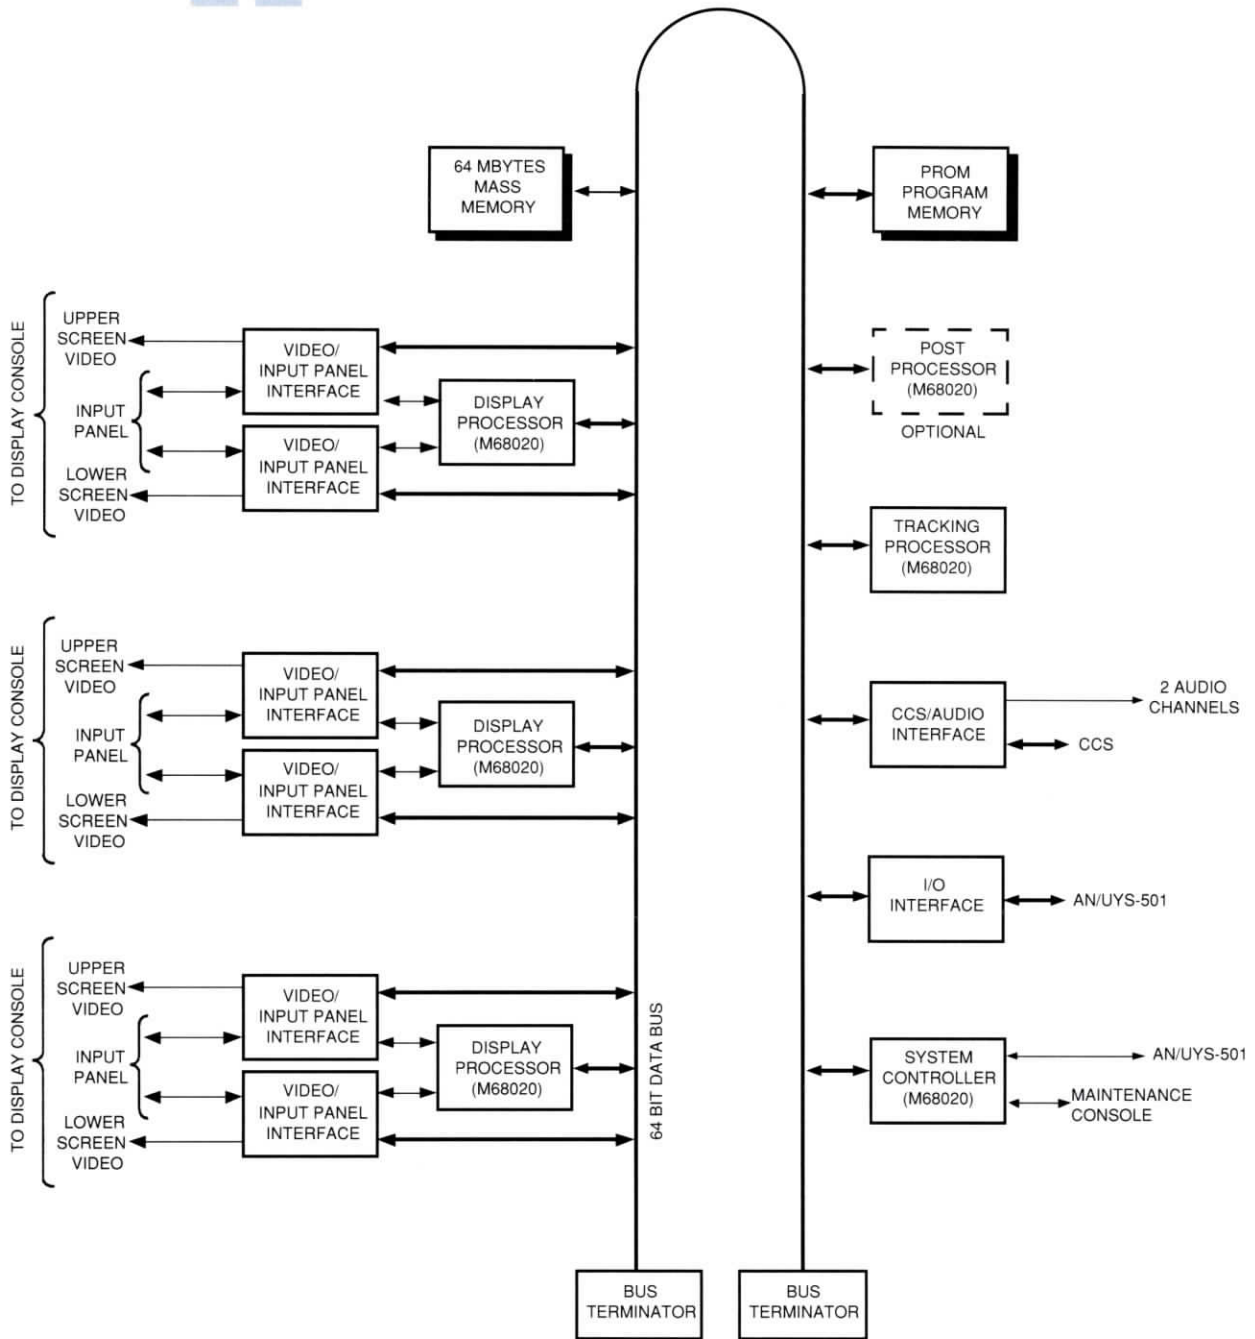 64 MBYTES
MASS
MEMORY
PROM
PROGRAM
MEMORY
TO DISPLAY CONSOLE
UPPER
SCREEN
VIDEO
INPUT
PANEL
LOWER
SCREEN
VIDEO
VIDEO/
INPUT PANEL
INTERFACE
VIDEO/
INPUT PANEL
INTERFACE
DISPLAY
PROCESSOR
(M68020)
POST
PROCESSOR
(M68020)
OPTIONAL
TRACKING
PROCESSOR
(M68020)
TO DISPLAY CONSOLE
UPPER
SCREEN
VIDEO
INPUT
PANEL
LOWER
SCREEN
VIDEO
VIDEO/
INPUT PANEL
INTERFACE
VIDEO/
INPUT PANEL
INTERFACE
DISPLAY
PROCESSOR
(M68020)
CCS/AUDIO
INTERFACE
2 AUDIO
CHANNELS
CCS
I/O
INTERFACE
AN/UYS-501
TO DISPLAY CONSOLE
UPPER
SCREEN
VIDEO
INPUT
PANEL
LOWER
SCREEN
VIDEO
VIDEO/
INPUT PANEL
INTERFACE
VIDEO/
INPUT PANEL
INTERFACE
DISPLAY
PROCESSOR
(M68020)
64 BIT DATA BUS
SYSTEM
CONTROLLER
(M68020)
AN/UYS-501
MAINTENANCE
CONSOLE
BUS
TERMINATOR
BUS
TERMINATOR